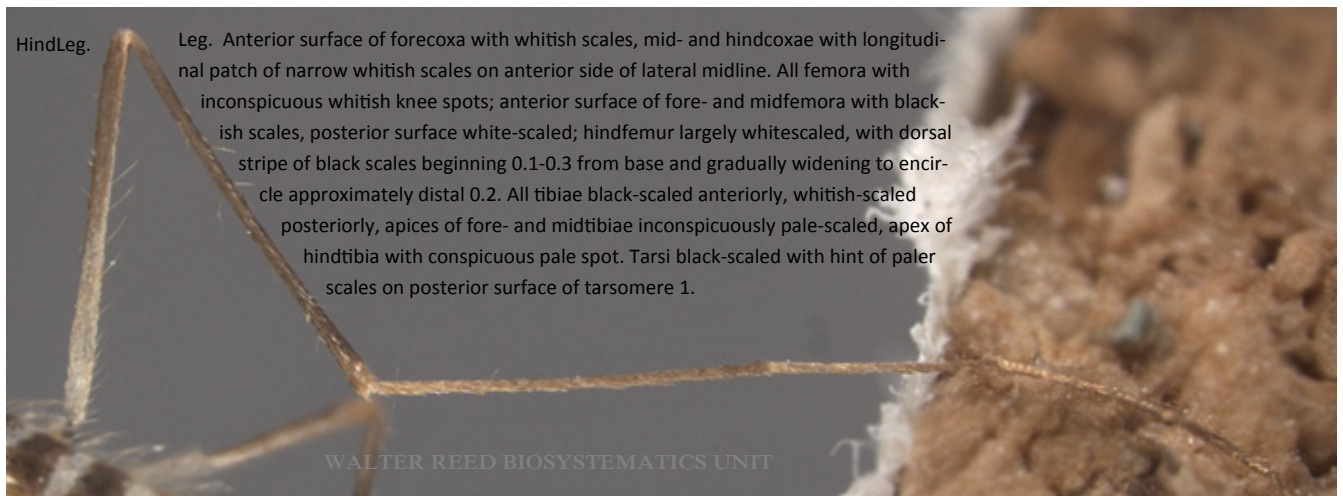 HindLeg.
Leg.  Anterior surface of forecoxa with whitish scales, mid- and hindcoxae with longitudi-
nal patch of narrow whitish scales on anterior side of lateral midline. All femora with
inconspicuous whitish knee spots; anterior surface of fore- and midfemora with black-
ish scales, posterior surface white-scaled; hindfemur largely whitescaled, with dorsal
stripe of black scales beginning 0.1-0.3 from base and gradually widening to encir-
cle approximately distal 0.2. All tibiae black-scaled anteriorly, whitish-scaled
posteriorly, apices of fore- and midtibiae inconspicuously pale-scaled, apex of
hindtibia with conspicuous pale spot. Tarsi black-scaled with hint of paler
scales on posterior surface of tarsomere 1.
WALTER REED BIOSYSTEMATICS UNIT